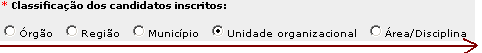 * Classificação dos candidatos inscritos:
Órgão Região Município Unidade organizacional Área/Disciplina